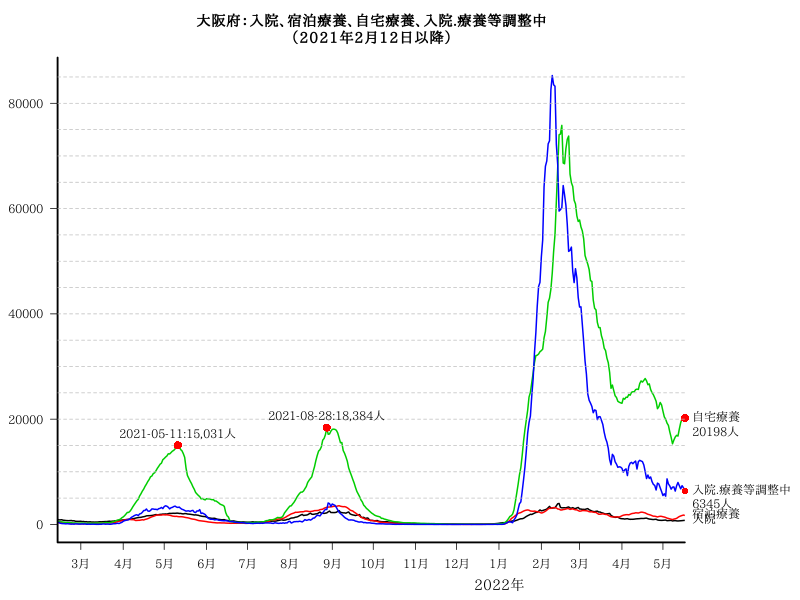 大阪府：入院、宿泊療養、自宅療養、入院.療養等調整中
（2021年2月12日以降）
80000
60000
40000
20000
0
2021-05-11:15,031人
2021-08-28:18,384人
自宅療養
20198人
入院.療養等調整中
6345人
宿泊療養
入院
3月 4月 5月 6月 7月 8月 9月 10月 11月 12月 1月 2月 3月 4月 5月
2022年